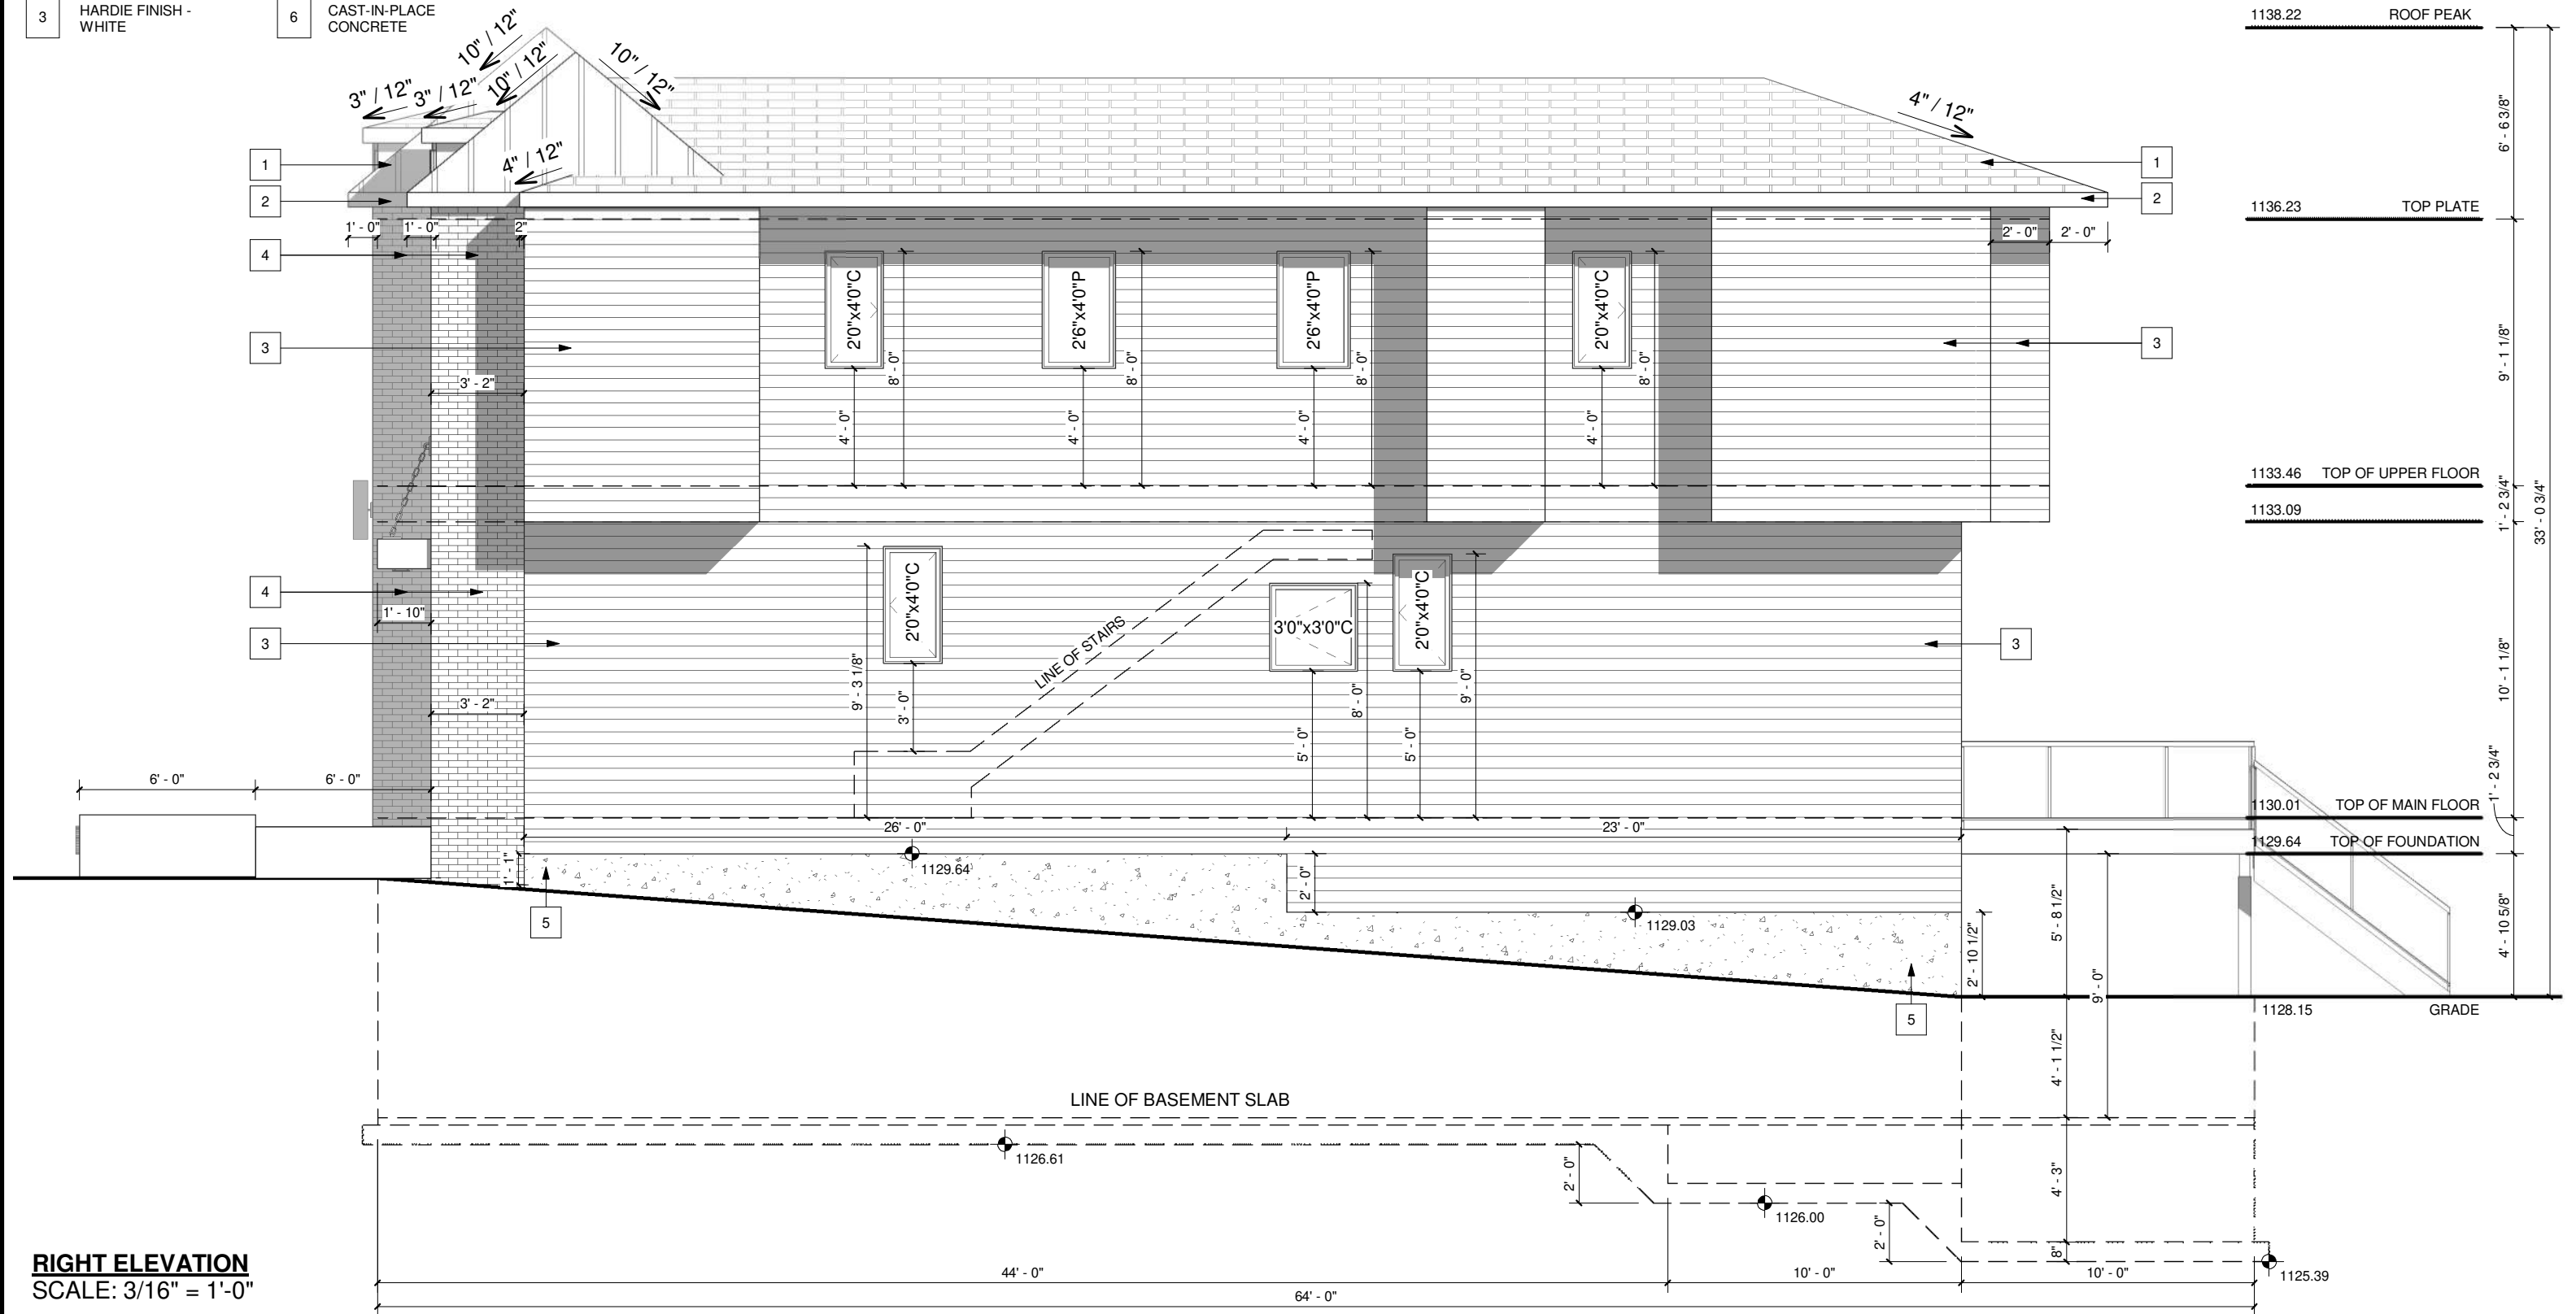 3 HARDIE FINISH -
WHITE
6 CAST-IN-PLACE
CONCRETE
1138.22 ROOF PEAK
10" / 12"
10" / 12"
10" / 12"
3" / 12"
3" / 12"
4" / 12"
4" / 12"
6' - 6 3/8"
1
1
2
2
1136.23 TOP PLATE
1' - 0"
1' - 0"
2"
2' - 0"
2' - 0"
4
2'0"x4'0"C
2'6"x4'0"P
2'6"x4'0"P
2'0"x4'0"C
8' - 0"
8' - 0"
8' - 0"
8' - 0"
9' - 1 1/8"
3
3
3' - 2"
4' - 0"
4' - 0"
4' - 0"
4' - 0"
1133.46 TOP OF UPPER FLOOR
1133.09
1' - 2 3/4"
33' - 0 3/4"
4
1' - 10"
2'0"x4'0"C
3'0"x3'0"C
2'0"x4'0"C
3
3
LINE OF STAIRS
9' - 3 1/8"
3' - 0"
5' - 0"
8' - 0"
5' - 0"
9' - 0"
10' - 1 1/8"
3' - 2"
6' - 0"
6' - 0"
1' - 2 3/4"
1130.01 TOP OF MAIN FLOOR
26' - 0"
23' - 0"
1129.64 TOP OF FOUNDATION
1' - 1"
1129.64
2' - 0"
5
1129.03
2' - 10 1/2"
5' - 8 1/2"
9' - 0"
4' - 10 5/8"
5
1128.15 GRADE
4' - 1 1/2"
LINE OF BASEMENT SLAB
1126.61
2' - 0"
4' - 3"
1126.00
2' - 0"
8"
1125.39
RIGHT ELEVATION
SCALE: 3/16" = 1'-0"
44' - 0"
10' - 0"
10' - 0"
64' - 0"